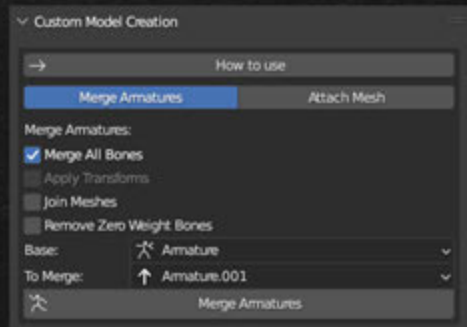 Custom Model Creation
How to use
Merge Armatures Attach Mesh
Merge Armatures:
Merge All Bones
Apply Transforms
Join Meshes
Remove Zero Weight Bones
Base: Armature
To Merge: Armature.001
Merge Armatures